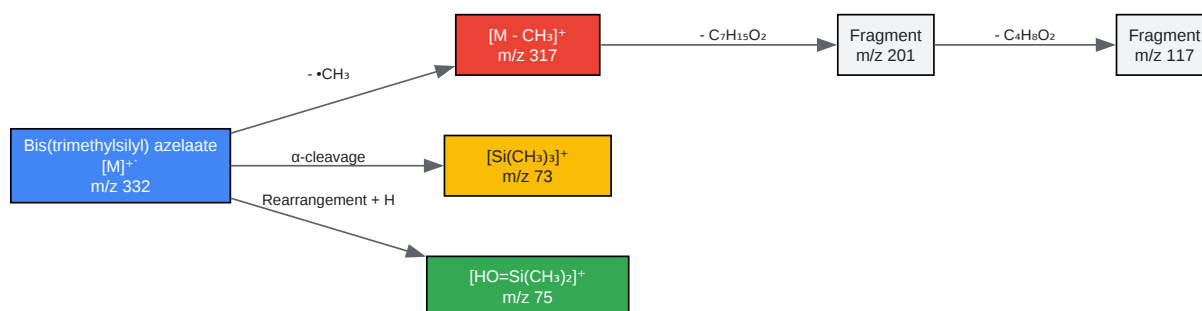 [M - CH₃]⁺
m/z 317
- C₇H₁₅O₂
Fragment
m/z 201
- C₄H₈O₂
Fragment
m/z 117
- •CH₃
Bis(trimethylsilyl) azelaate
[M]⁺˙
m/z 332
α-cleavage
[Si(CH₃)₃]⁺
m/z 73
Rearrangement + H
[HO=Si(CH₃)₂]⁺
m/z 75